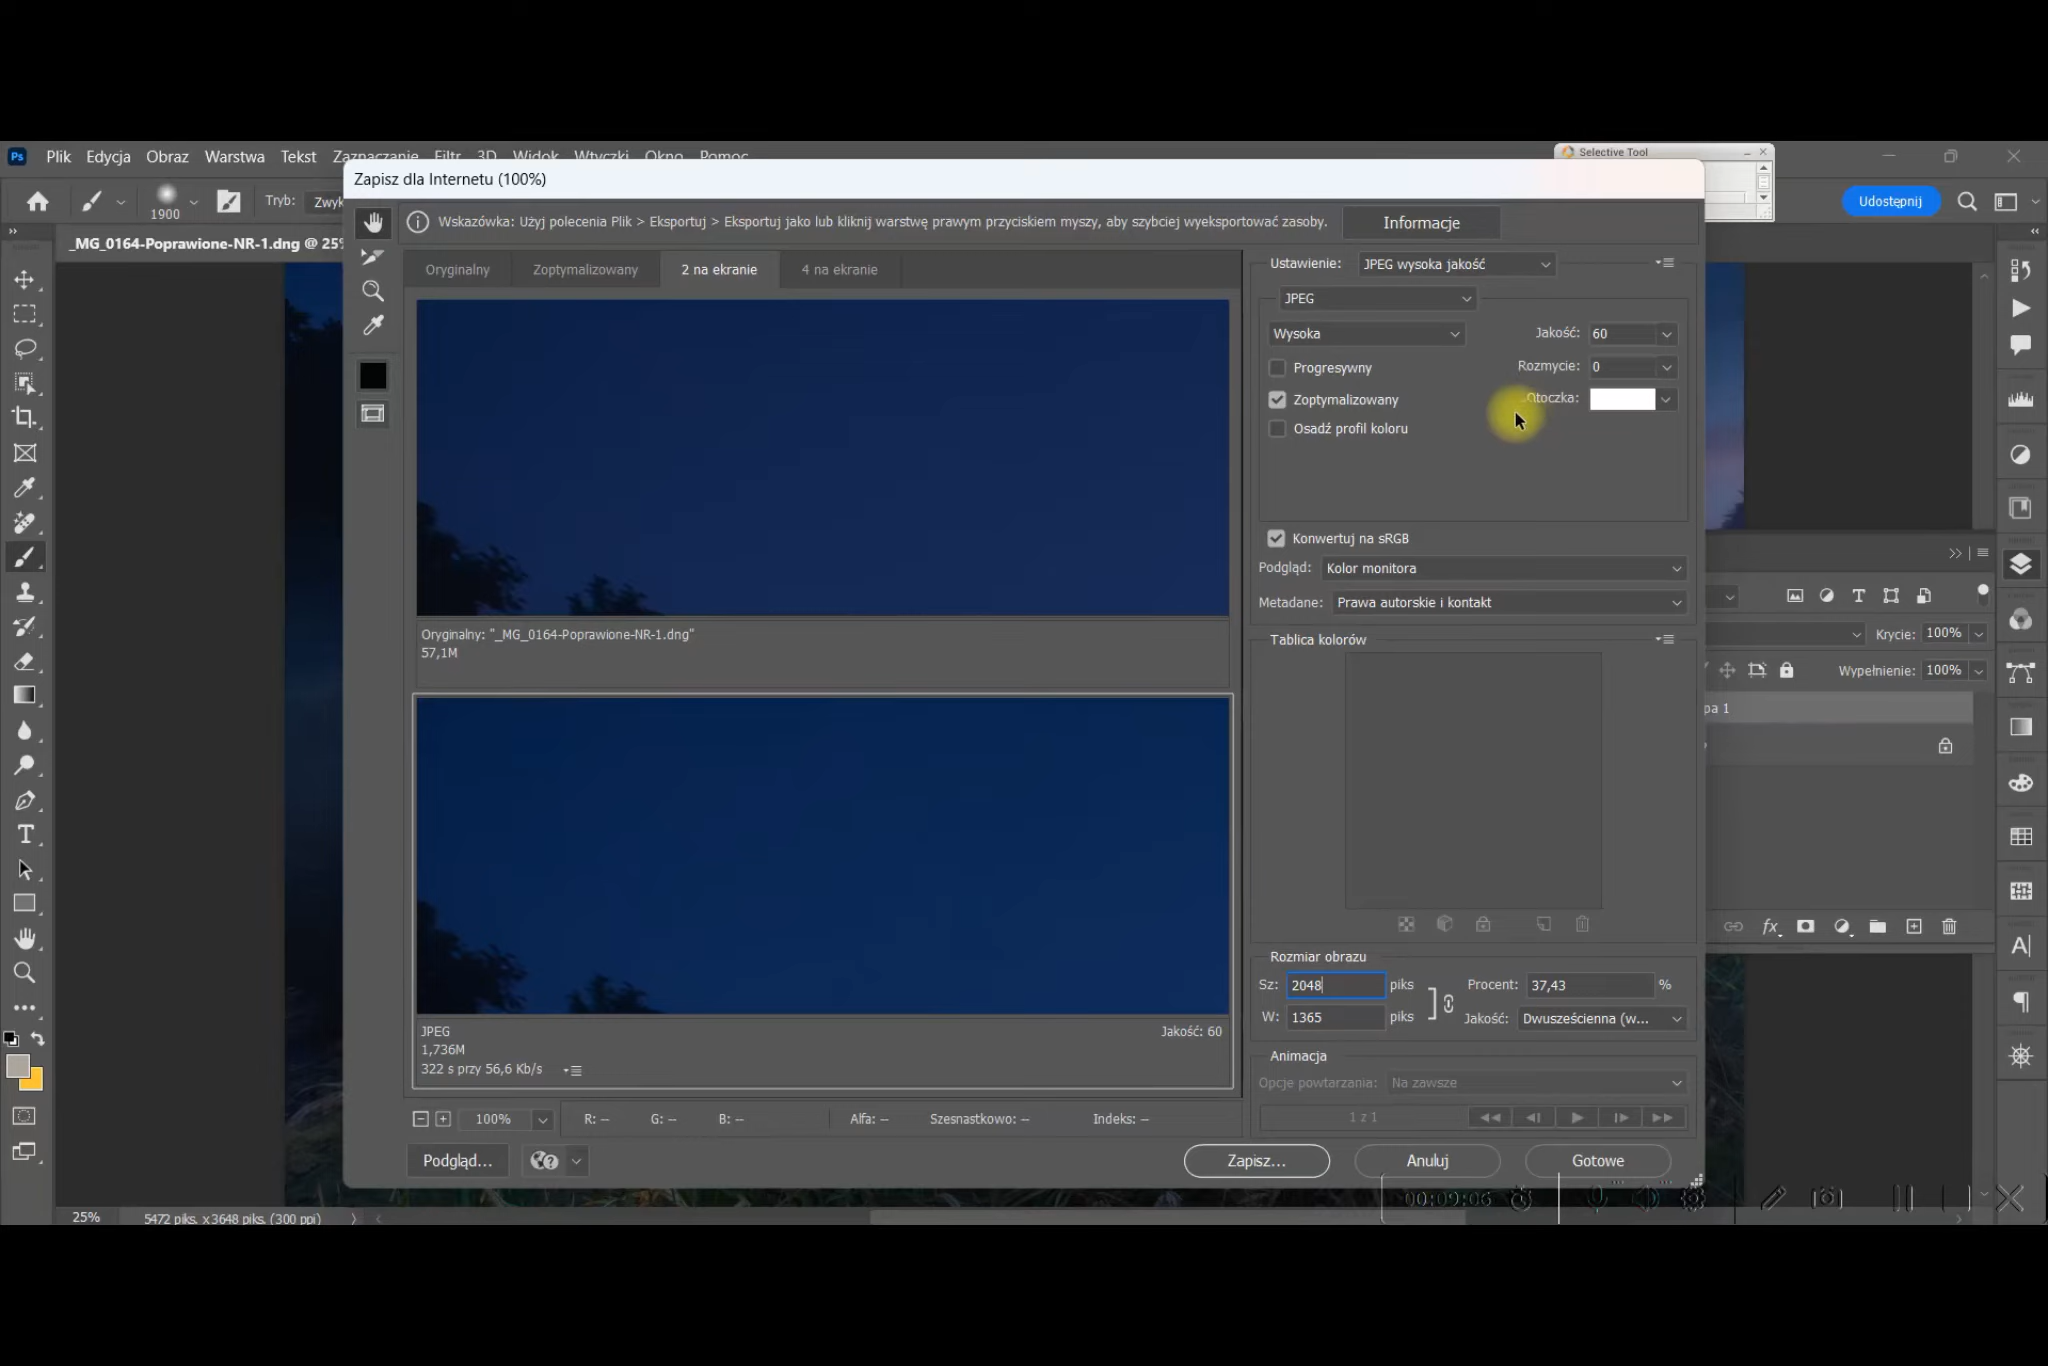 Ps Plik Edycja Obraz Warstwa Tekst Zaznaczanie Filtr 3D Widok Wtyczki Okno Pomoc
Selective Tool
Zapisz dla Internetu (100%)
1900
Tryb:
Udostępnij
Wskazówka: Użyj polecenia Plik > Eksportuj > Eksportuj jako lub kliknij warstwę prawym przyciskiem myszy, aby szybciej wyeksportować zasoby.
Informacje
_MG_0164-Poprawione-NR-1.dng @ 25%
Oryginalny
Zoptymalizowany
2 na ekranie
4 na ekranie
Ustawienie: JPEG wysoka jakość
JPEG
Wysoka
Jakość: 60
Progresywny
Rozmycie: 0
Zoptymalizowany
Otoczka:
Osadź profil koloru
Konwertuj na sRGB
Podgląd: Kolor monitora
Metadane: Prawa autorskie i kontakt
Krycie: 100%
Oryginalny: "_MG_0164-Poprawione-NR-1.dng"
57,1M
Tablica kolorów
Wypełnienie: 100%
pa 1
Rozmiar obrazu
Sz: 2048 piks
Procent: 37,43 %
W: 1365 piks
Jakość: Dwusześcienna (w...
JPEG
Jakość: 60
1,736M
322 s przy 56,6 Kb/s
Animacja
Opcje powtarzania: Na zawsze
1 z 1
100%
R: --
G: --
B: --
Alfa: --
Szesnastkowo: --
Indeks: --
Podgląd...
Zapisz...
Anuluj
Gotowe
00:09:06
25%
5472 piks. x 3648 piks. (300 ppi)